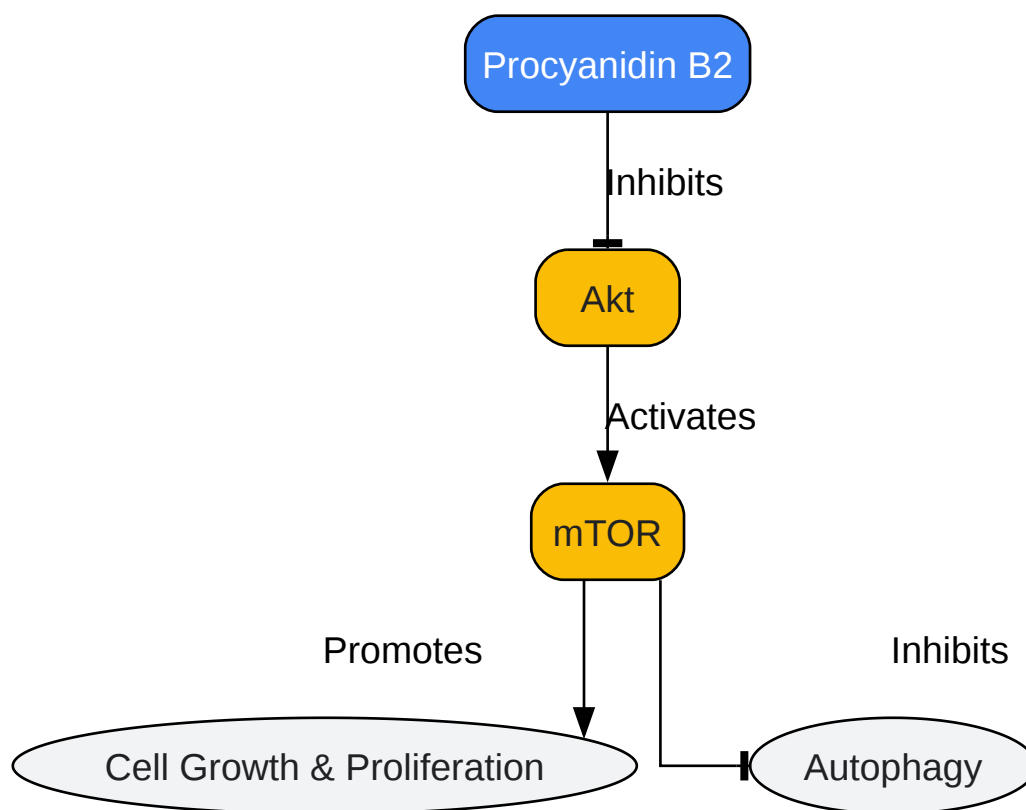 Procyanidin B2
Inhibits
Akt
Activates
mTOR
Promotes
Inhibits
Cell Growth & Proliferation
Autophagy